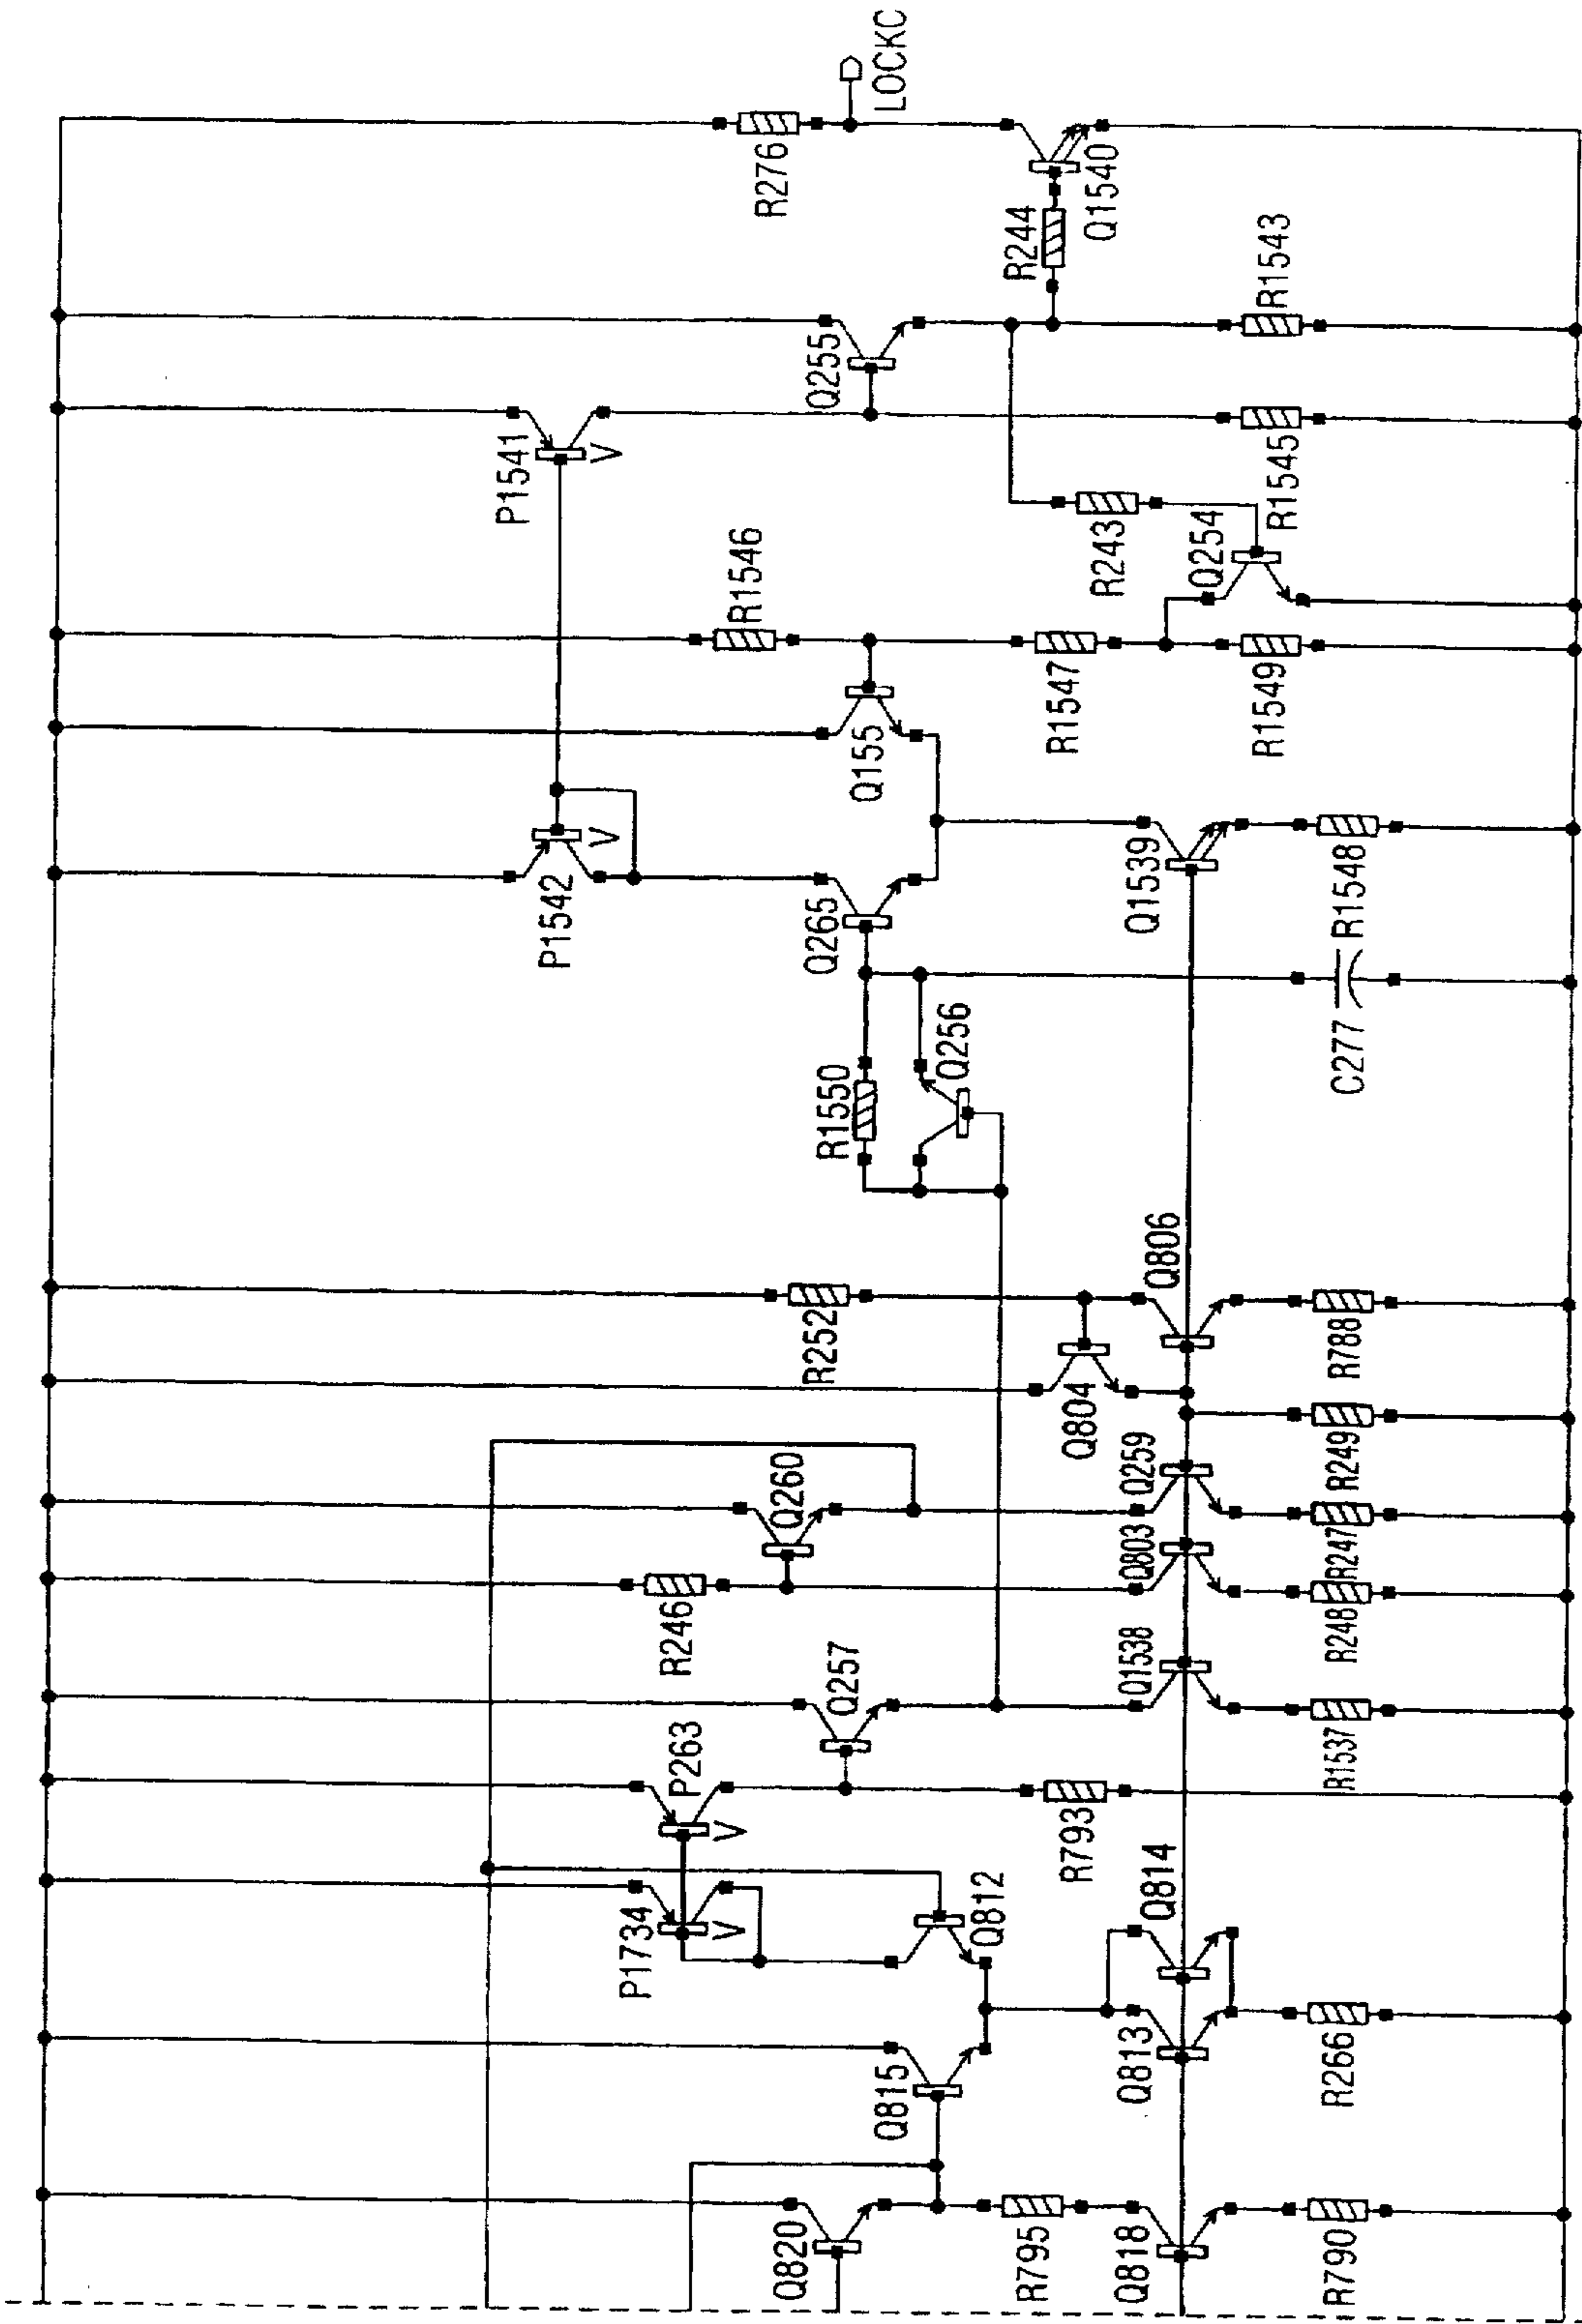 LOCKC
R276
Q1540
R244
R1543
Q255
P1541
R1545
R243
Q254
R1546
R1547
R1549
Q155
P1542
Q265
Q1539
R1548
C277
Q256
R1550
Q806
R252
R788
Q804
R249
Q259
Q260
R247
Q803
R246
R248
Q257
Q1538
R1537
P263
V
V
V
V
R793
P1734
Q812
Q814
Q815
Q813
R266
Q820
R795
Q818
R790